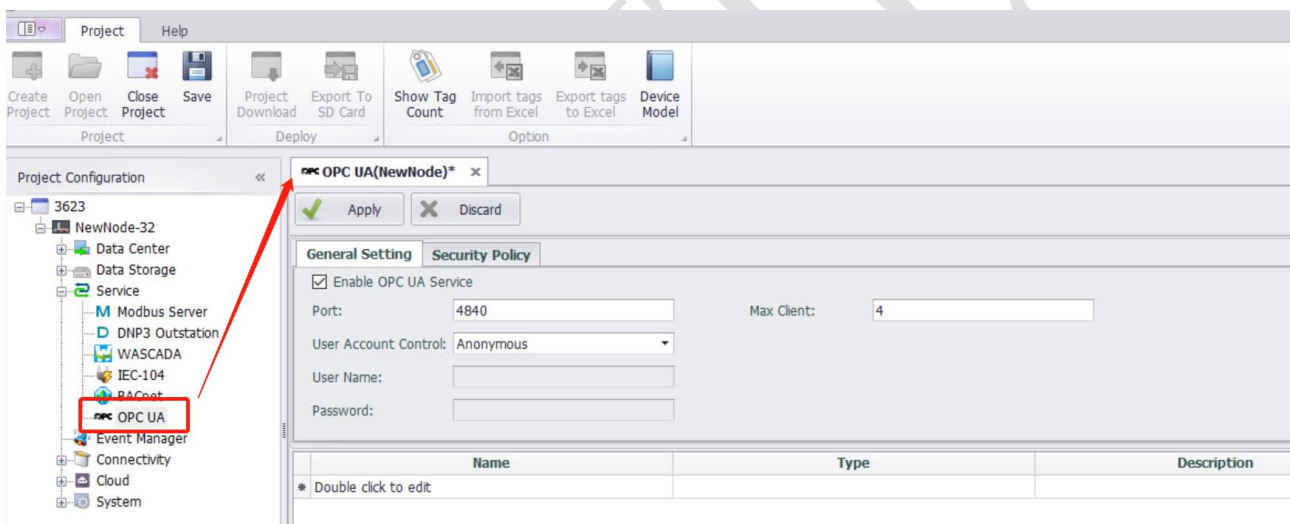 Project Help
Create Project
Open Project
Close Project
Save
Project Download
Export To SD Card
Show Tag Count
Import tags from Excel
Export tags to Excel
Device Model
Project
Deploy
Option
Project Configuration «
3623
NewNode-32
Data Center
Data Storage
Service
M Modbus Server
D DNP3 Outstation
WASCADA
IEC-104
BACnet
OPC OPC UA
Event Manager
Connectivity
Cloud
System
OPC OPC UA(NewNode)* x
Apply Discard
General Setting Security Policy
Enable OPC UA Service
Port: 4840 Max Client: 4
User Account Control: Anonymous
User Name:
Password:
Name Type Description
* Double click to edit